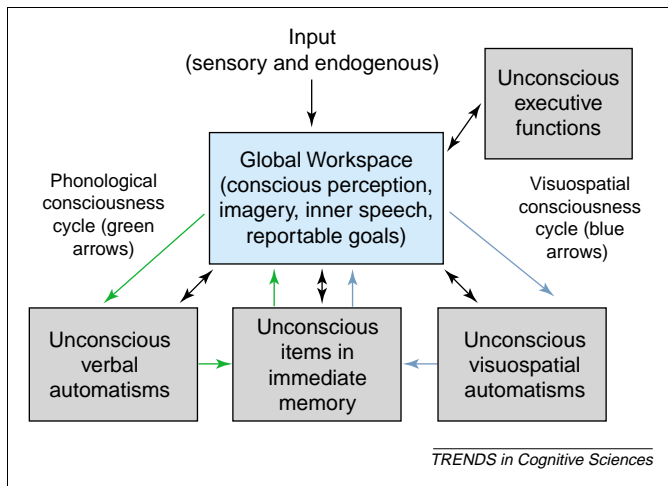 Input
(sensory and endogenous)
Unconscious
executive
functions
Global Workspace
(conscious perception,
imagery, inner speech,
reportable goals)
Phonological
consciousness
cycle (green
arrows)
Visuospatial
consciousness
cycle (blue
arrows)
Unconscious
verbal
automatisms
Unconscious
items in
immediate
memory
Unconscious
visuospatial
automatisms
TRENDS in Cognitive Sciences